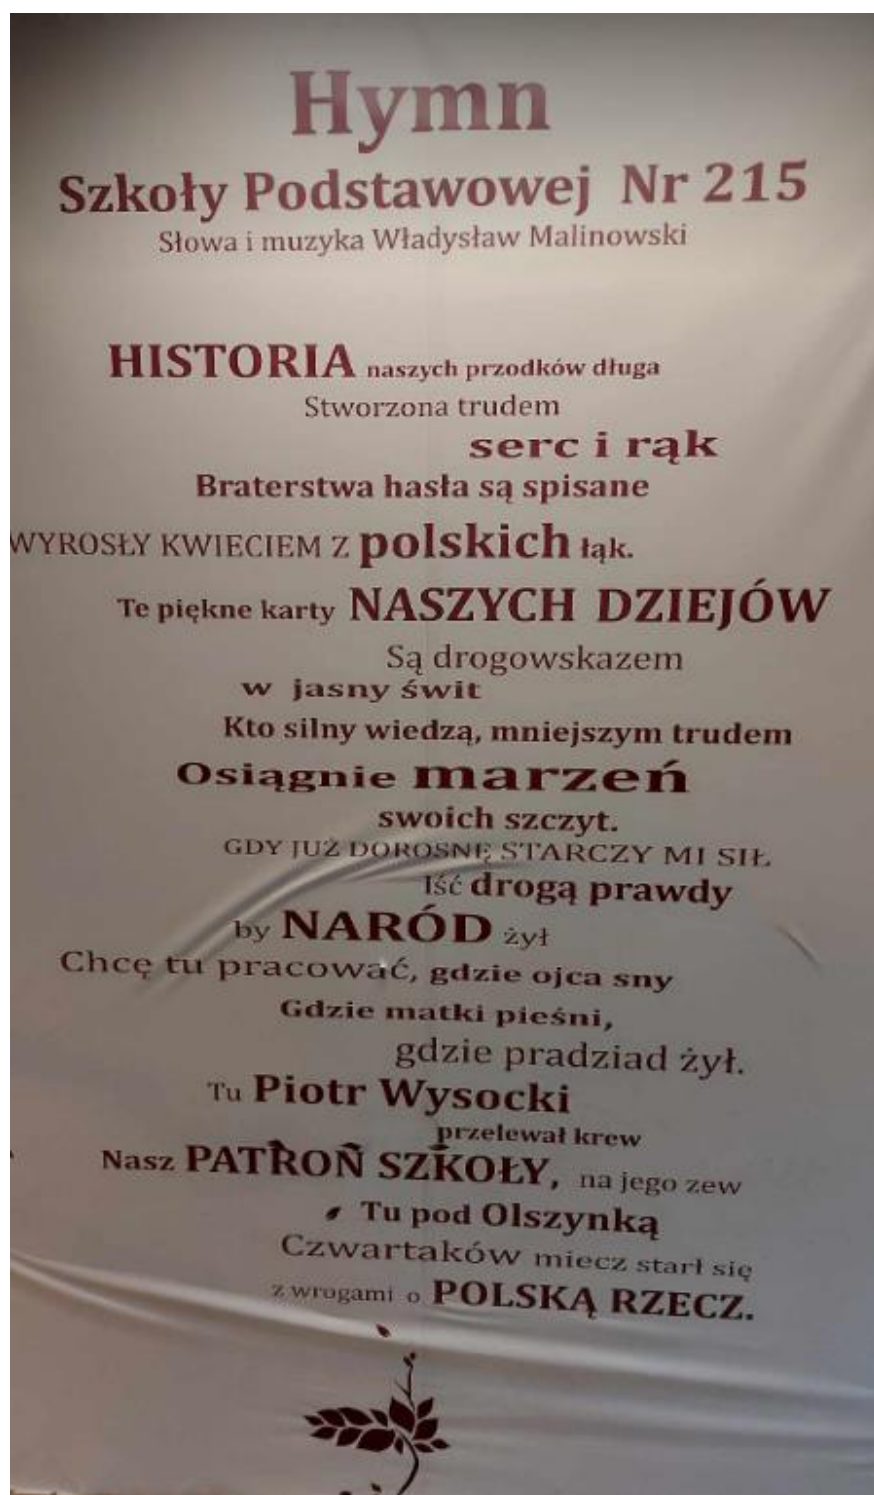 Hymn
Szkoły Podstawowej Nr 215
Słowa i muzyka Władysław Malinowski
HISTORIA naszych przodków długa
Stworzona trudem
serc i rąk
Braterstwa hasła są spisane
WYROSŁY KWIECIEM Z polskich łąk.
Te piękne karty NASZYCH DZIEJÓW
Są drogowskazem
w jasny świt
Kto silny wiedzą, mniejszym trudem
Osiągnie marzeń
swoich szczyt.
GDY JUŻ DOROSNĘ STARCZY MI SIŁ
Iść drogą prawdy
by NARÓD żył
Chcę tu pracować, gdzie ojca sny
Gdzie matki pieśni,
gdzie pradziad żył.
Tu Piotr Wysocki
przelewał krew
Nasz PATRON SZKOŁY, na jego zew
Tu pod Olszynką
Czwartaków miecz starł się
z wrogami o POLSKĄ RZECZ.